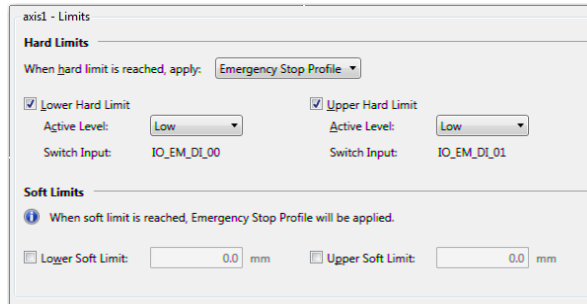 axis1 - Limits
Hard Limits
When hard limit is reached, apply: Emergency Stop Profile
Lower Hard Limit Upper Hard Limit
Active Level: Low Active Level: Low
Switch Input: IO_EM_DI_00 Switch Input: IO_EM_DI_01
Soft Limits
When soft limit is reached, Emergency Stop Profile will be applied.
Lower Soft Limit: 0.0 mm Upper Soft Limit: 0.0 mm